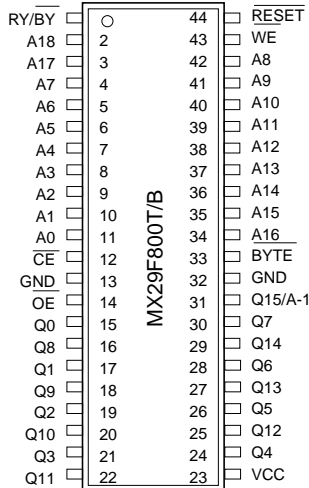 RY/BY 44 RESET
A18 2 43 WE
A17 3 42 A8
A7 4 41 A9
A6 5 40 A10
A5 6 39 A11
A4 7 38 A12
A3 8 37 A13
A2 9 36 A14
A1 10 35 A15
A0 11 34 A16
CE 12 33 BYTE
GND 13 32 GND
OE 14 31 Q15/A-1
Q0 15 30 Q7
Q8 16 29 Q14
Q1 17 28 Q6
Q9 18 27 Q13
Q2 19 26 Q5
Q10 20 25 Q12
Q3 21 24 Q4
Q11 22 23 VCC
MX29F800T/B